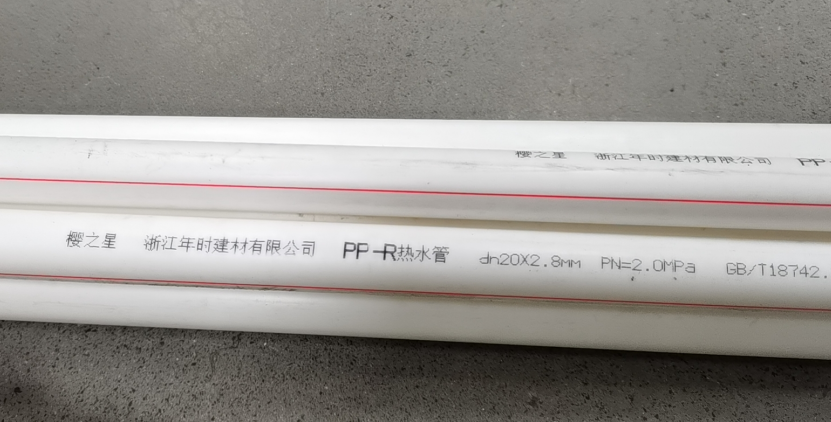 樱之星 浙江年时建材有限公司 PP
樱之星 浙江年时建材有限公司 PP-R热水管 dn20X2.8mm PN=2.0MPa GB/T18742.